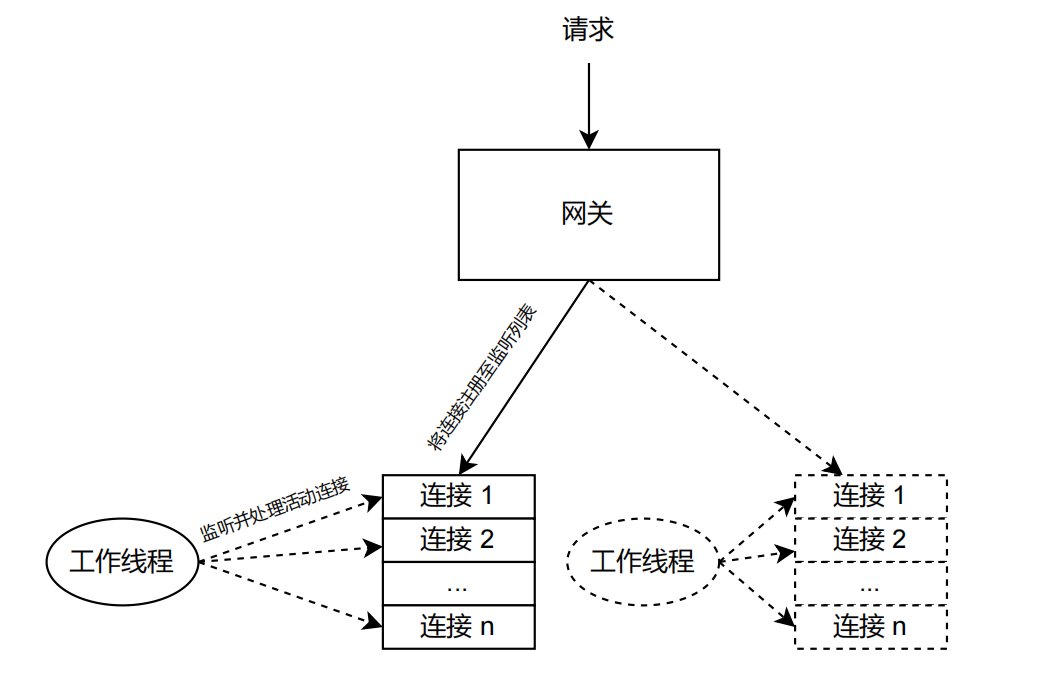 请求
网关
将连接注册至监听列表
监听并处理活动连接
工作线程
连接 1
连接 2
...
连接 n
工作线程
连接 1
连接 2
...
连接 n